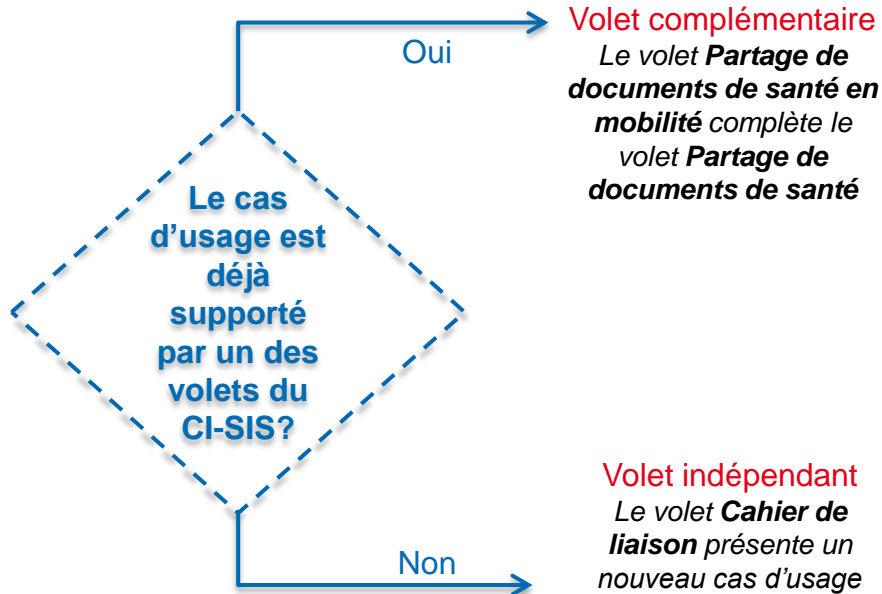 Volet complémentaire
Oui
Le volet Partage de
documents de santé en
mobilité complète le
volet Partage de
documents de santé
Le cas
d’usage est
déjà
supporté
par un des
volets du
CI-SIS?
Volet indépendant
Le volet Cahier de
liaison présente un
nouveau cas d’usage
Non